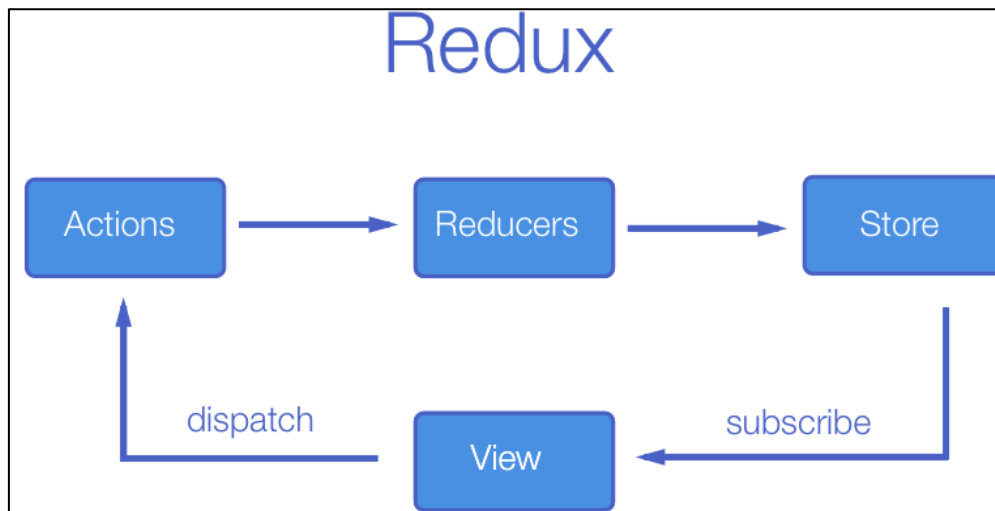 Redux
Actions
Reducers
Store
dispatch
subscribe
View